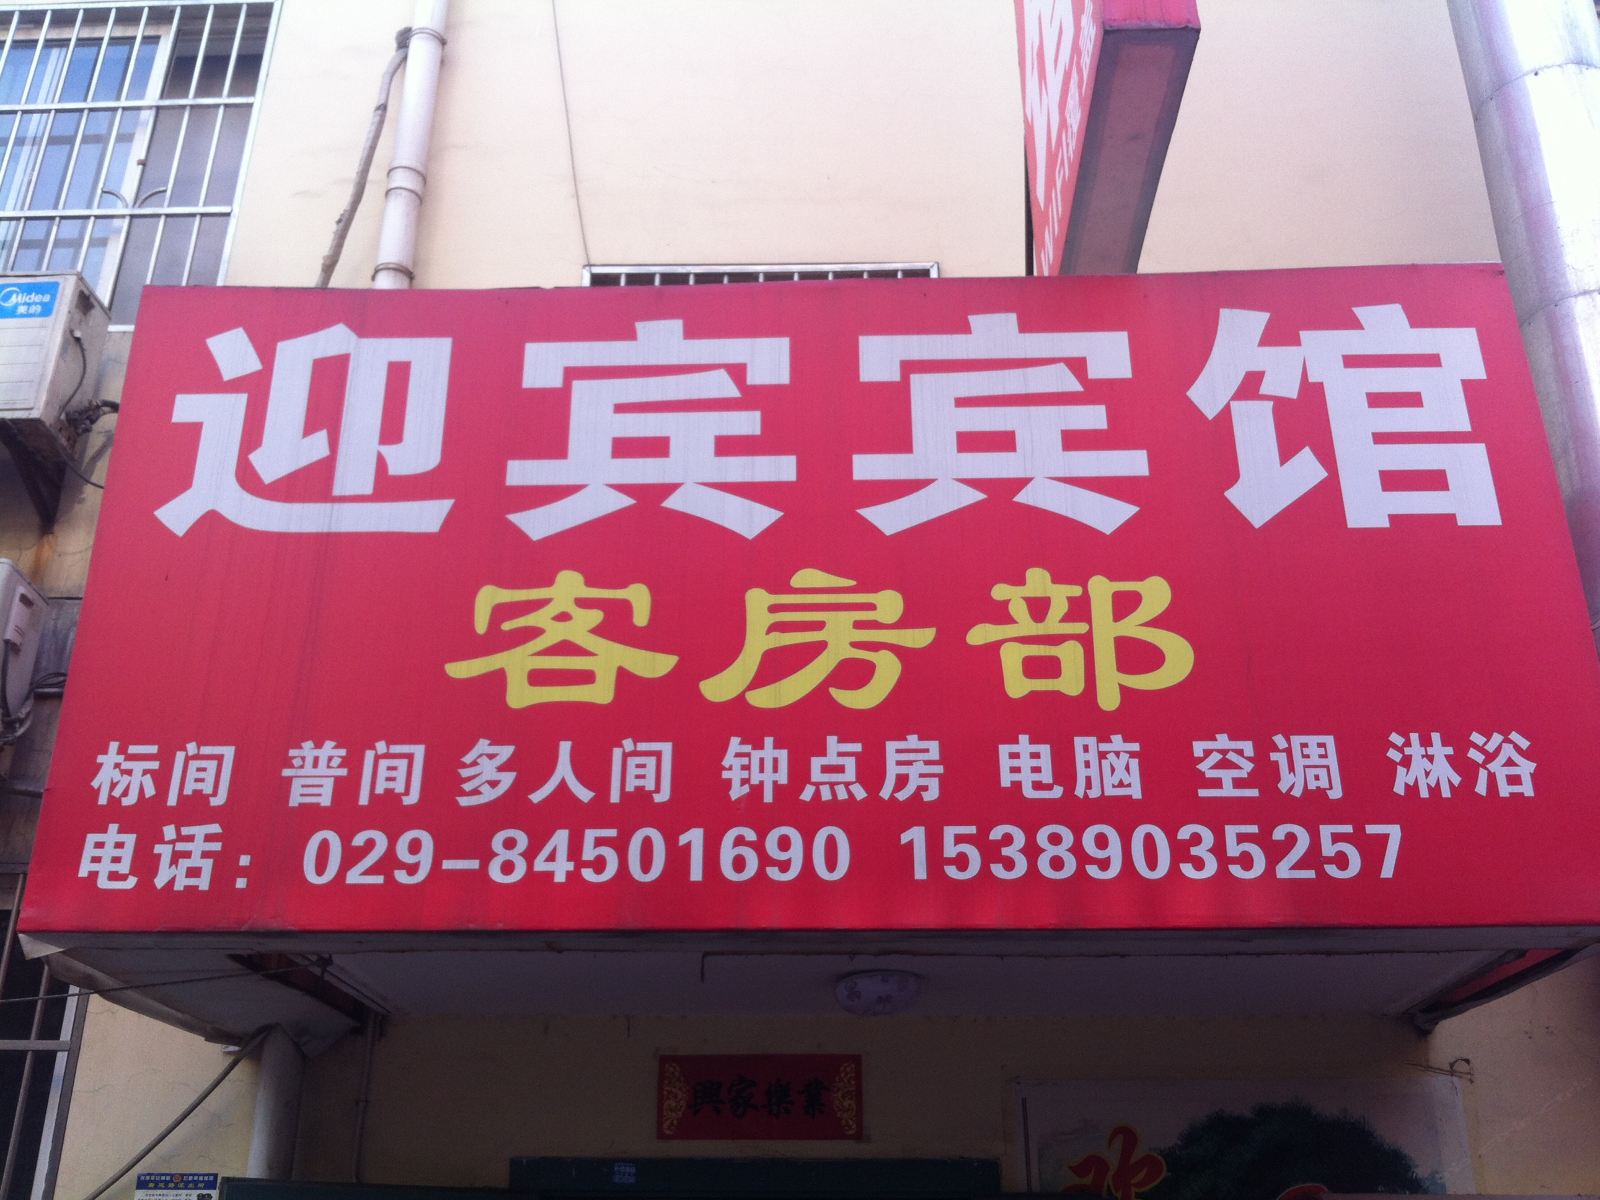 WIFI
Midea
美的
迎宾宾馆
客房部
标间 普间 多人间 钟点房 电脑 空调 淋浴
电话：029-84501690 15389035257
興家樂業